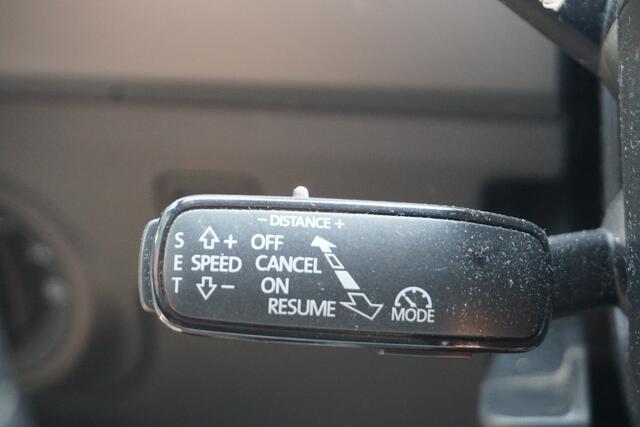 − DISTANCE +
S + OFF
E SPEED CANCEL
T − ON
RESUME
MODE